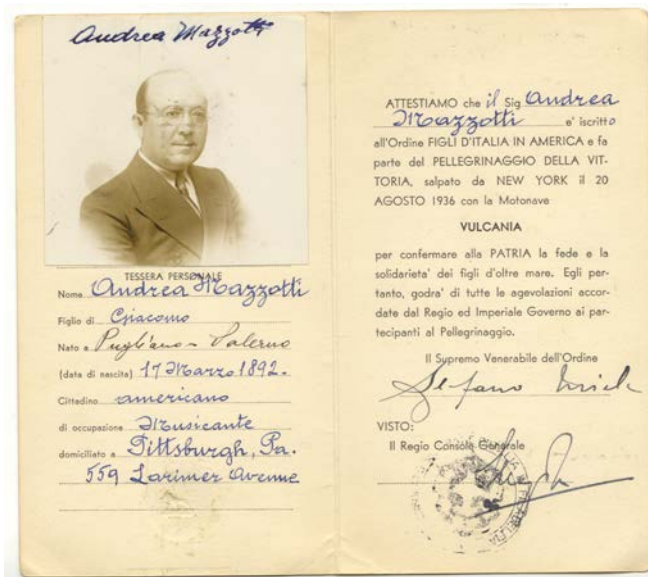 Andrea Mazzotti
TESSERA PERSONALE
Nome Andrea Mazzotti
Figlio di Giacomo
Nato a Pugliano - Salerno
(data di nascita) 17 Marzo 1892.
Cittadino americano
di occupazione Musicante
domiciliato a Pittsburgh, Pa.
559 Larimer Avenue
ATTESTIAMO che il Sig Andrea
Mazzotti e' iscritto
all'Ordine FIGLI D'ITALIA IN AMERICA e fa
parte del PELLEGRINAGGIO DELLA VIT-
TORIA, salpato da NEW YORK il 20
AGOSTO 1936 con la Motonave
VULCANIA
per confermare alla PATRIA la fede e la
solidarieta' dei figli d'oltre mare. Egli per-
tanto, godra' di tutte le agevolazioni accor-
date dal Regio ed Imperiale Governo ai par-
tecipanti al Pellegrinaggio.
Il Supremo Venerabile dell'Ordine
Stefano Miele
VISTO:
Il Regio Console Generale